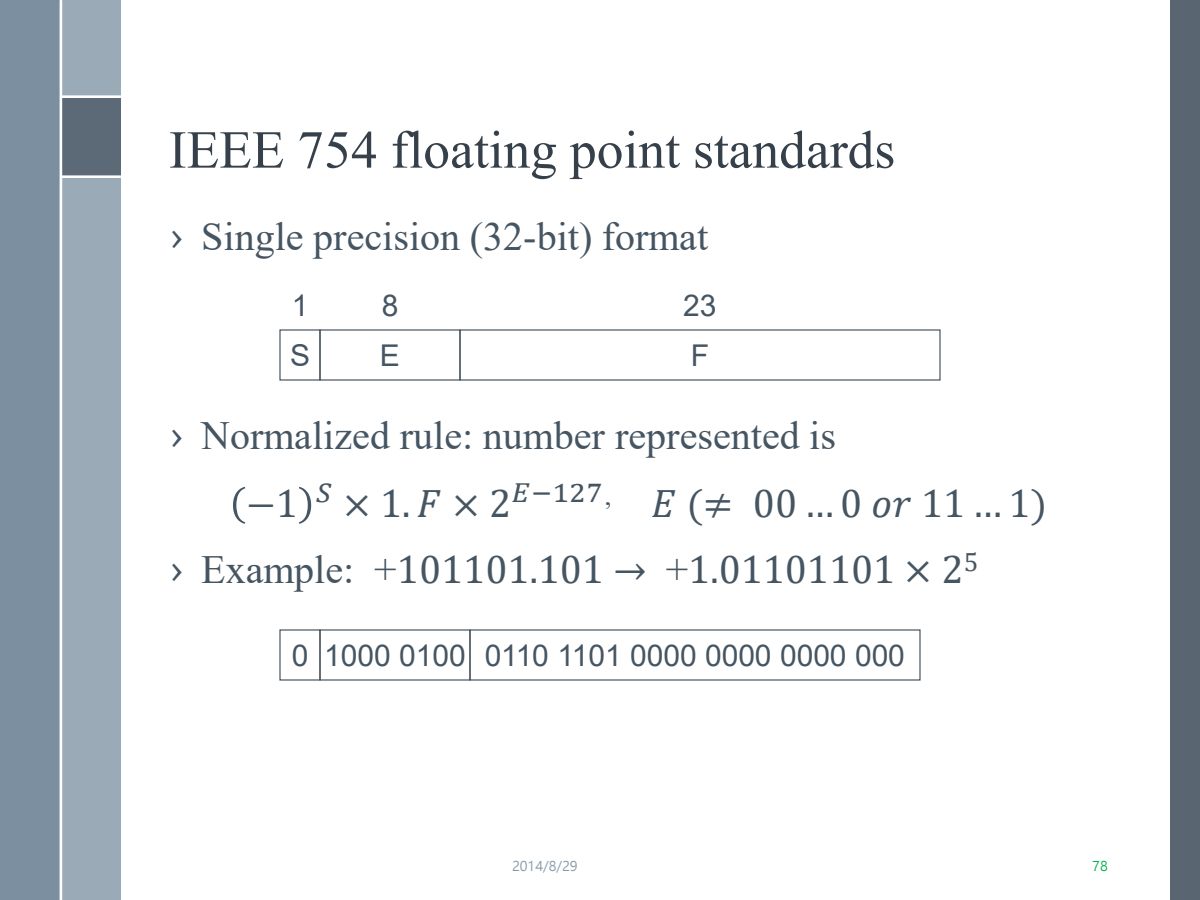 IEEE 754 floating point standards
› Single precision (32-bit) format
1 8 23
S E F
› Normalized rule: number represented is
(−1)^S × 1.F × 2^{E−127,} E (≠ 00 … 0 or 11 … 1)
› Example: +101101.101 → +1.01101101 × 2^5
0 1000 0100 0110 1101 0000 0000 0000 000
2014/8/29 78